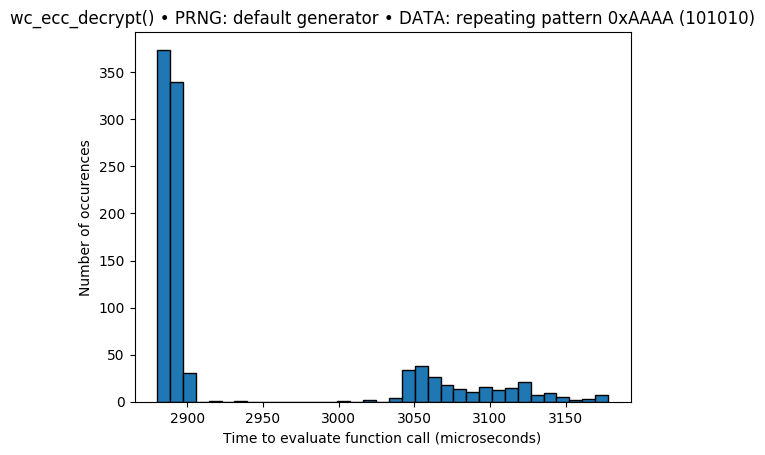 wc_ecc_decrypt() • PRNG: default generator • DATA: repeating pattern 0xAAAA (101010)
350
300
250
200
150
100
50
0
Number of occurences
2900 2950 3000 3050 3100 3150
Time to evaluate function call (microseconds)